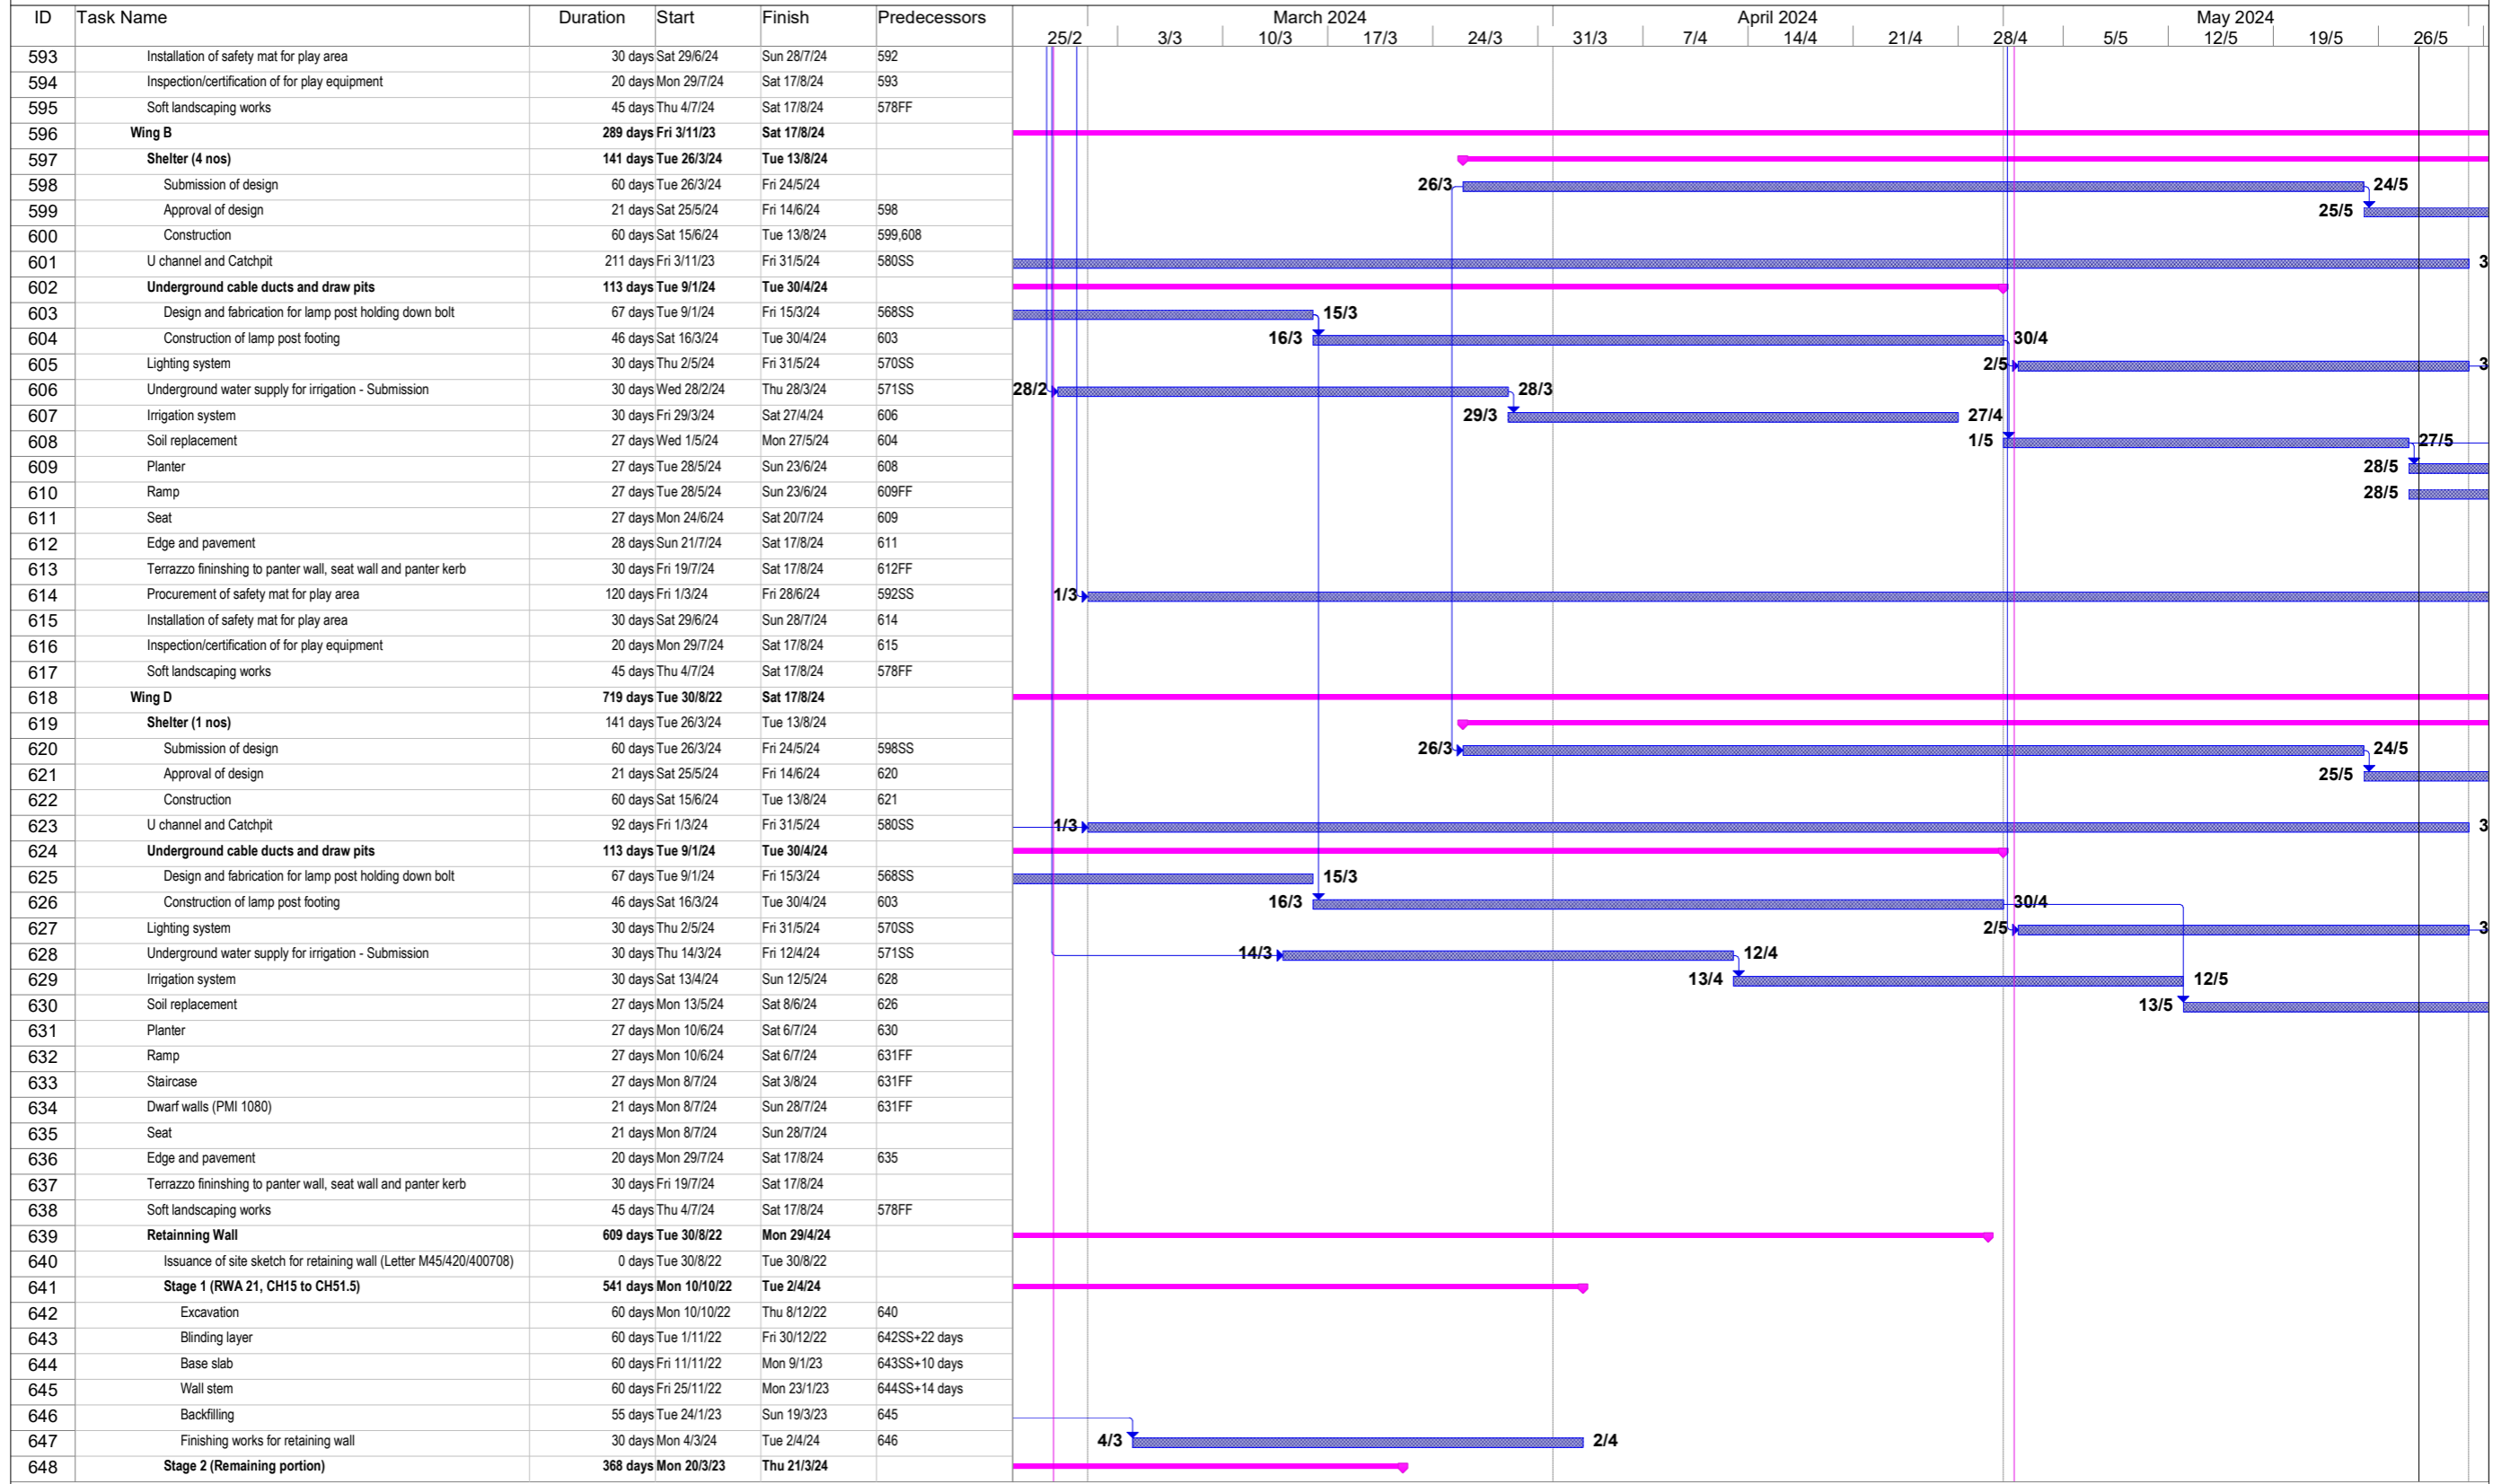 ID Task Name Duration Start Finish Predecessors March 2024 April 2024 May 2024
25/2 3/3 10/3 17/3 24/3 31/3 7/4 14/4 21/4 28/4 5/5 12/5 19/5 26/5
593 Installation of safety mat for play area 30 days Sat 29/6/24 Sun 28/7/24 592
594 Inspection/certification of for play equipment 20 days Mon 29/7/24 Sat 17/8/24 593
595 Soft landscaping works 45 days Thu 4/7/24 Sat 17/8/24 578FF
596 Wing B 289 days Fri 3/11/23 Sat 17/8/24
597 Shelter (4 nos) 141 days Tue 26/3/24 Tue 13/8/24
598 Submission of design 60 days Tue 26/3/24 Fri 24/5/24 26/3 24/5
599 Approval of design 21 days Sat 25/5/24 Fri 14/6/24 598 25/5
600 Construction 60 days Sat 15/6/24 Tue 13/8/24 599,608
601 U channel and Catchpit 211 days Fri 3/11/23 Fri 31/5/24 580SS 3
602 Underground cable ducts and draw pits 113 days Tue 9/1/24 Tue 30/4/24
603 Design and fabrication for lamp post holding down bolt 67 days Tue 9/1/24 Fri 15/3/24 568SS 15/3
604 Construction of lamp post footing 46 days Sat 16/3/24 Tue 30/4/24 603 16/3 30/4
605 Lighting system 30 days Thu 2/5/24 Fri 31/5/24 570SS 2/5 3
606 Underground water supply for irrigation - Submission 30 days Wed 28/2/24 Thu 28/3/24 571SS 28/2 28/3
607 Irrigation system 30 days Fri 29/3/24 Sat 27/4/24 606 29/3 27/4
608 Soil replacement 27 days Wed 1/5/24 Mon 27/5/24 604 1/5 27/5
609 Planter 27 days Tue 28/5/24 Sun 23/6/24 608 28/5
610 Ramp 27 days Tue 28/5/24 Sun 23/6/24 609FF 28/5
611 Seat 27 days Mon 24/6/24 Sat 20/7/24 609
612 Edge and pavement 28 days Sun 21/7/24 Sat 17/8/24 611
613 Terrazzo fininshing to panter wall, seat wall and panter kerb 30 days Fri 19/7/24 Sat 17/8/24 612FF
614 Procurement of safety mat for play area 120 days Fri 1/3/24 Fri 28/6/24 592SS 1/3
615 Installation of safety mat for play area 30 days Sat 29/6/24 Sun 28/7/24 614
616 Inspection/certification of for play equipment 20 days Mon 29/7/24 Sat 17/8/24 615
617 Soft landscaping works 45 days Thu 4/7/24 Sat 17/8/24 578FF
618 Wing D 719 days Tue 30/8/22 Sat 17/8/24
619 Shelter (1 nos) 141 days Tue 26/3/24 Tue 13/8/24
620 Submission of design 60 days Tue 26/3/24 Fri 24/5/24 598SS 26/3 24/5
621 Approval of design 21 days Sat 25/5/24 Fri 14/6/24 620 25/5
622 Construction 60 days Sat 15/6/24 Tue 13/8/24 621
623 U channel and Catchpit 92 days Fri 1/3/24 Fri 31/5/24 580SS 1/3 3
624 Underground cable ducts and draw pits 113 days Tue 9/1/24 Tue 30/4/24
625 Design and fabrication for lamp post holding down bolt 67 days Tue 9/1/24 Fri 15/3/24 568SS 15/3
626 Construction of lamp post footing 46 days Sat 16/3/24 Tue 30/4/24 603 16/3 30/4
627 Lighting system 30 days Thu 2/5/24 Fri 31/5/24 570SS 2/5 3
628 Underground water supply for irrigation - Submission 30 days Thu 14/3/24 Fri 12/4/24 571SS 14/3 12/4
629 Irrigation system 30 days Sat 13/4/24 Sun 12/5/24 628 13/4 12/5
630 Soil replacement 27 days Mon 13/5/24 Sat 8/6/24 626 13/5
631 Planter 27 days Mon 10/6/24 Sat 6/7/24 630
632 Ramp 27 days Mon 10/6/24 Sat 6/7/24 631FF
633 Staircase 27 days Mon 8/7/24 Sat 3/8/24 631FF
634 Dwarf walls (PMI 1080) 21 days Mon 8/7/24 Sun 28/7/24 631FF
635 Seat 21 days Mon 8/7/24 Sun 28/7/24
636 Edge and pavement 20 days Mon 29/7/24 Sat 17/8/24 635
637 Terrazzo fininshing to panter wall, seat wall and panter kerb 30 days Fri 19/7/24 Sat 17/8/24
638 Soft landscaping works 45 days Thu 4/7/24 Sat 17/8/24 578FF
639 Retainning Wall 609 days Tue 30/8/22 Mon 29/4/24
640 Issuance of site sketch for retaining wall (Letter M45/420/400708) 0 days Tue 30/8/22 Tue 30/8/22
641 Stage 1 (RWA 21, CH15 to CH51.5) 541 days Mon 10/10/22 Tue 2/4/24
642 Excavation 60 days Mon 10/10/22 Thu 8/12/22 640
643 Blinding layer 60 days Tue 1/11/22 Fri 30/12/22 642SS+22 days
644 Base slab 60 days Fri 11/11/22 Mon 9/1/23 643SS+10 days
645 Wall stem 60 days Fri 25/11/22 Mon 23/1/23 644SS+14 days
646 Backfilling 55 days Tue 24/1/23 Sun 19/3/23 645
647 Finishing works for retaining wall 30 days Mon 4/3/24 Tue 2/4/24 646 4/3 2/4
648 Stage 2 (Remaining portion) 368 days Mon 20/3/23 Thu 21/3/24